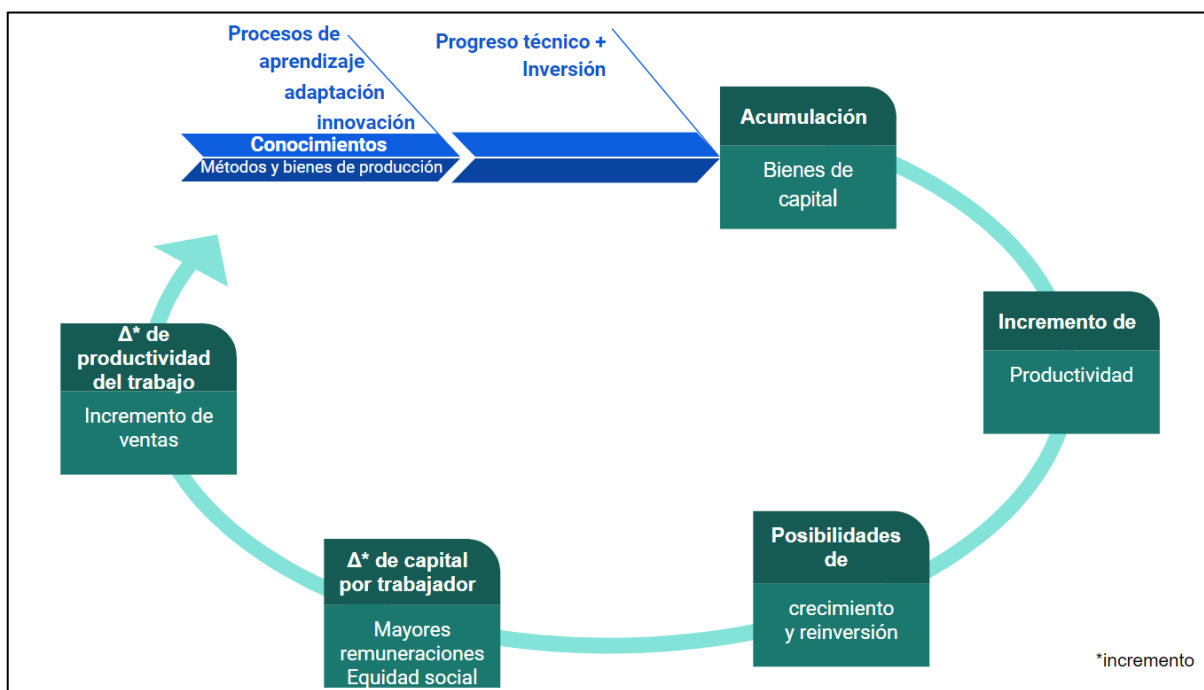 Procesos de
aprendizaje
adaptación
innovación
Conocimientos
Métodos y bienes de producción
Progreso técnico +
Inversión
Acumulación
Bienes de
capital
Incremento de
Productividad
Posibilidades
de
crecimiento
y reinversión
Δ* de capital
por trabajador
Mayores
remuneraciones
Equidad social
Δ* de
productividad
del trabajo
Incremento de
ventas
*incremento